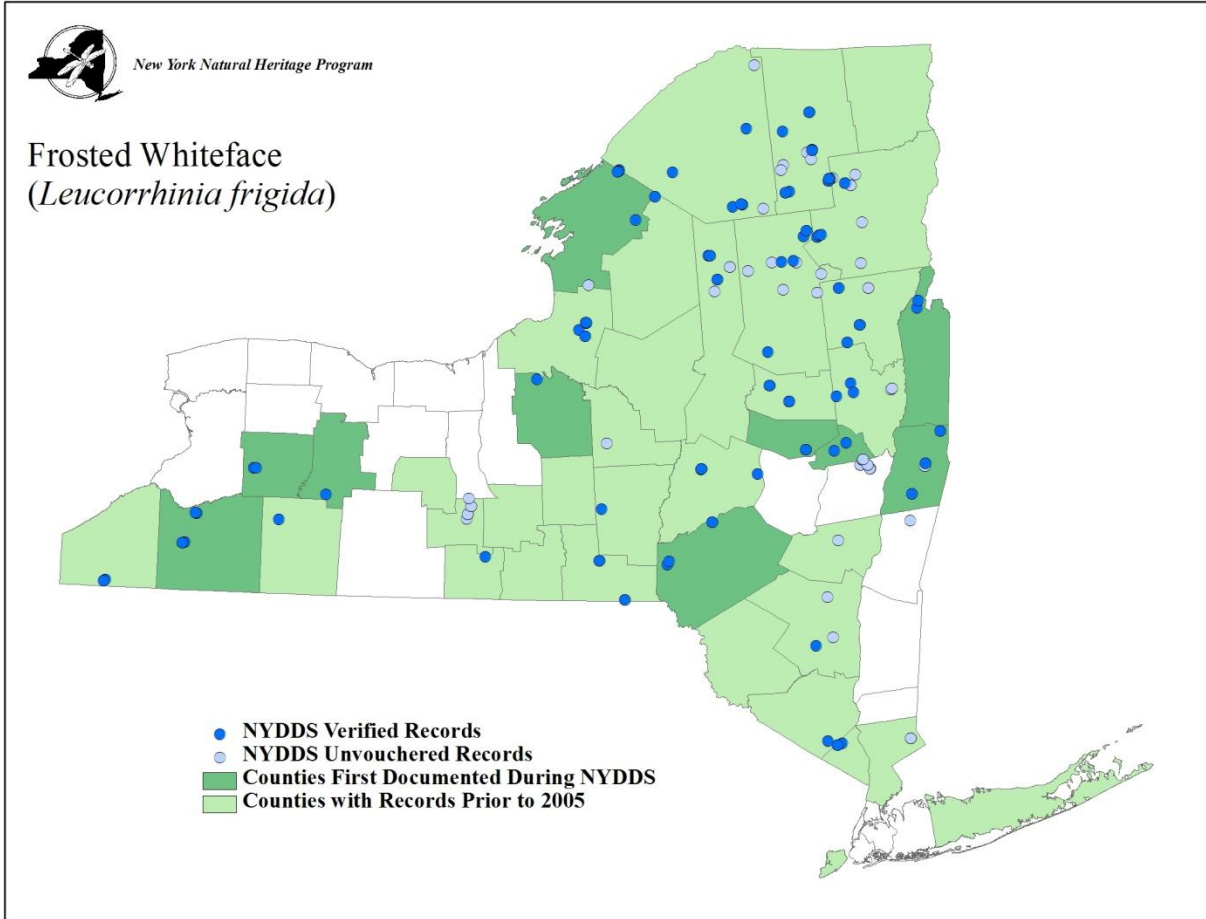 New York Natural Heritage Program
Frosted Whiteface
(Leucorrhinia frigida)
NYDDS Verified Records
NYDDS Unvouchered Records
Counties First Documented During NYDDS
Counties with Records Prior to 2005